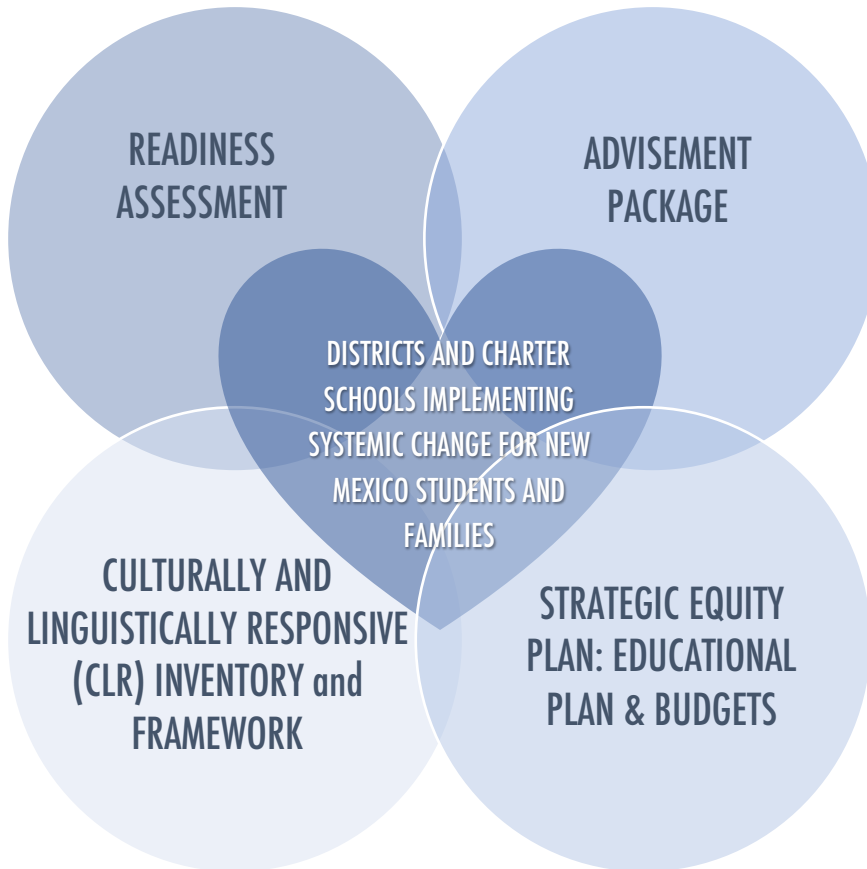 READINESS
ASSESSMENT
ADVISEMENT
PACKAGE
DISTRICTS AND CHARTER
SCHOOLS IMPLEMENTING
SYSTEMIC CHANGE FOR NEW
MEXICO STUDENTS AND
FAMILIES
CULTURALLY AND
LINGUISTICALLY RESPONSIVE
(CLR) INVENTORY and
FRAMEWORK
STRATEGIC EQUITY
PLAN: EDUCATIONAL
PLAN & BUDGETS